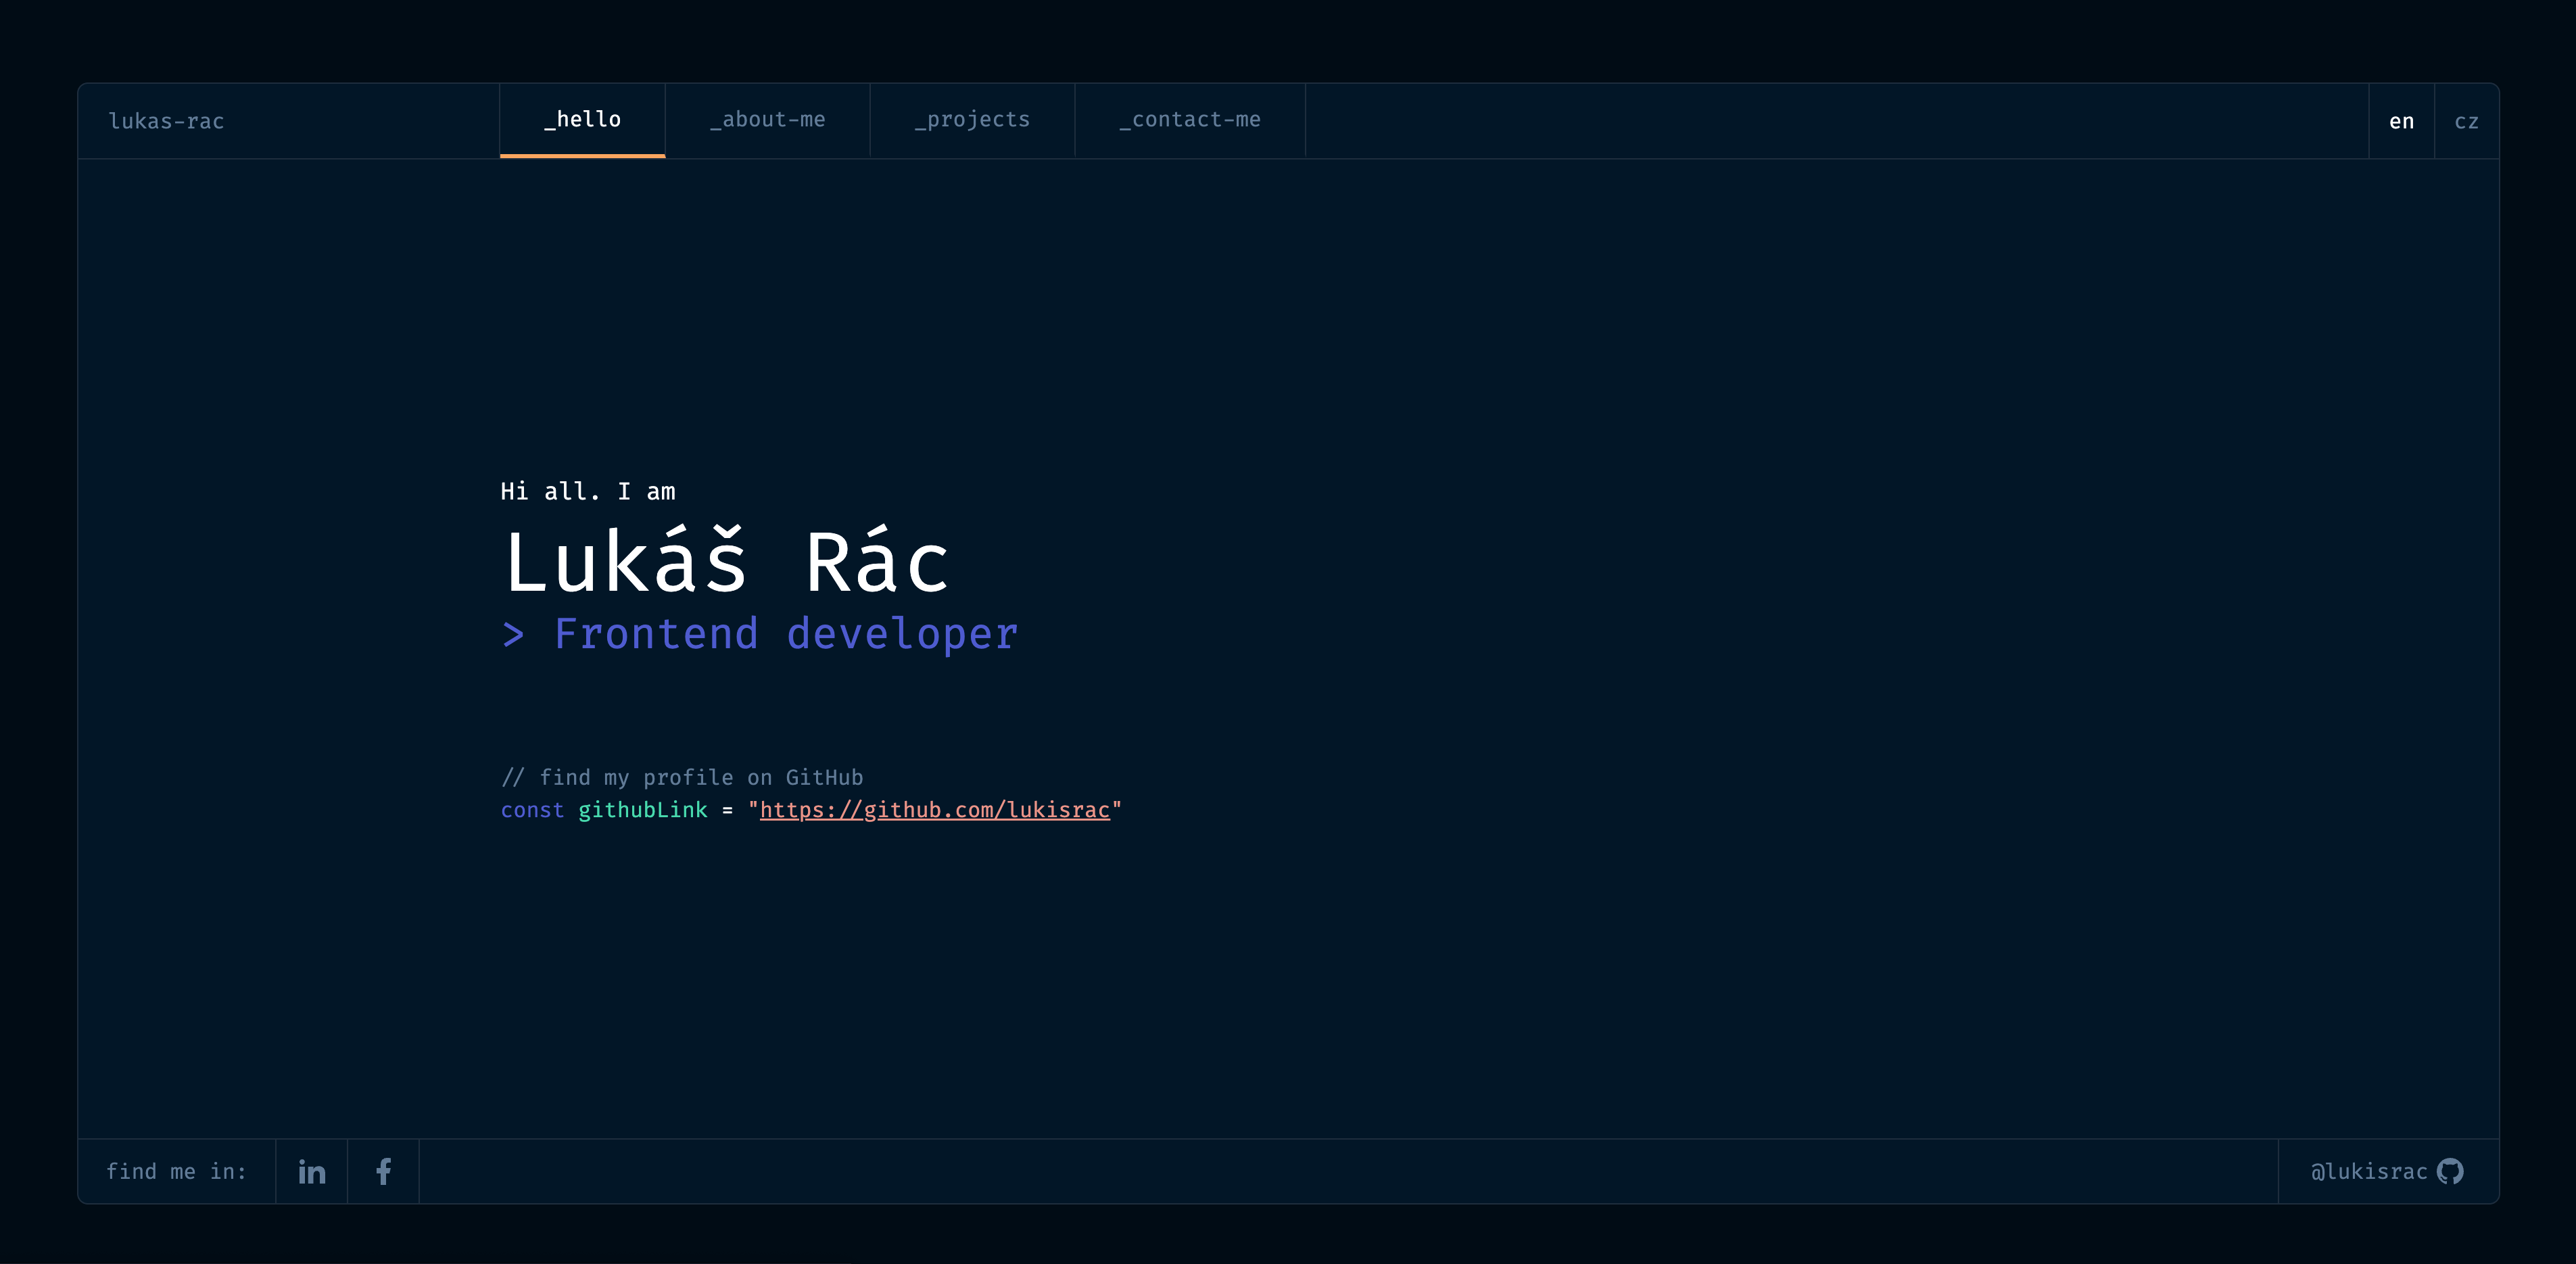 lukas-rac
_hello
_about-me
_projects
_contact-me
en
cz
Hi all. I am
Lukáš Rác
> Frontend developer
// find my profile on GitHub
const githubLink = "https://github.com/lukisrac"
find me in:
in
f
@lukisrac